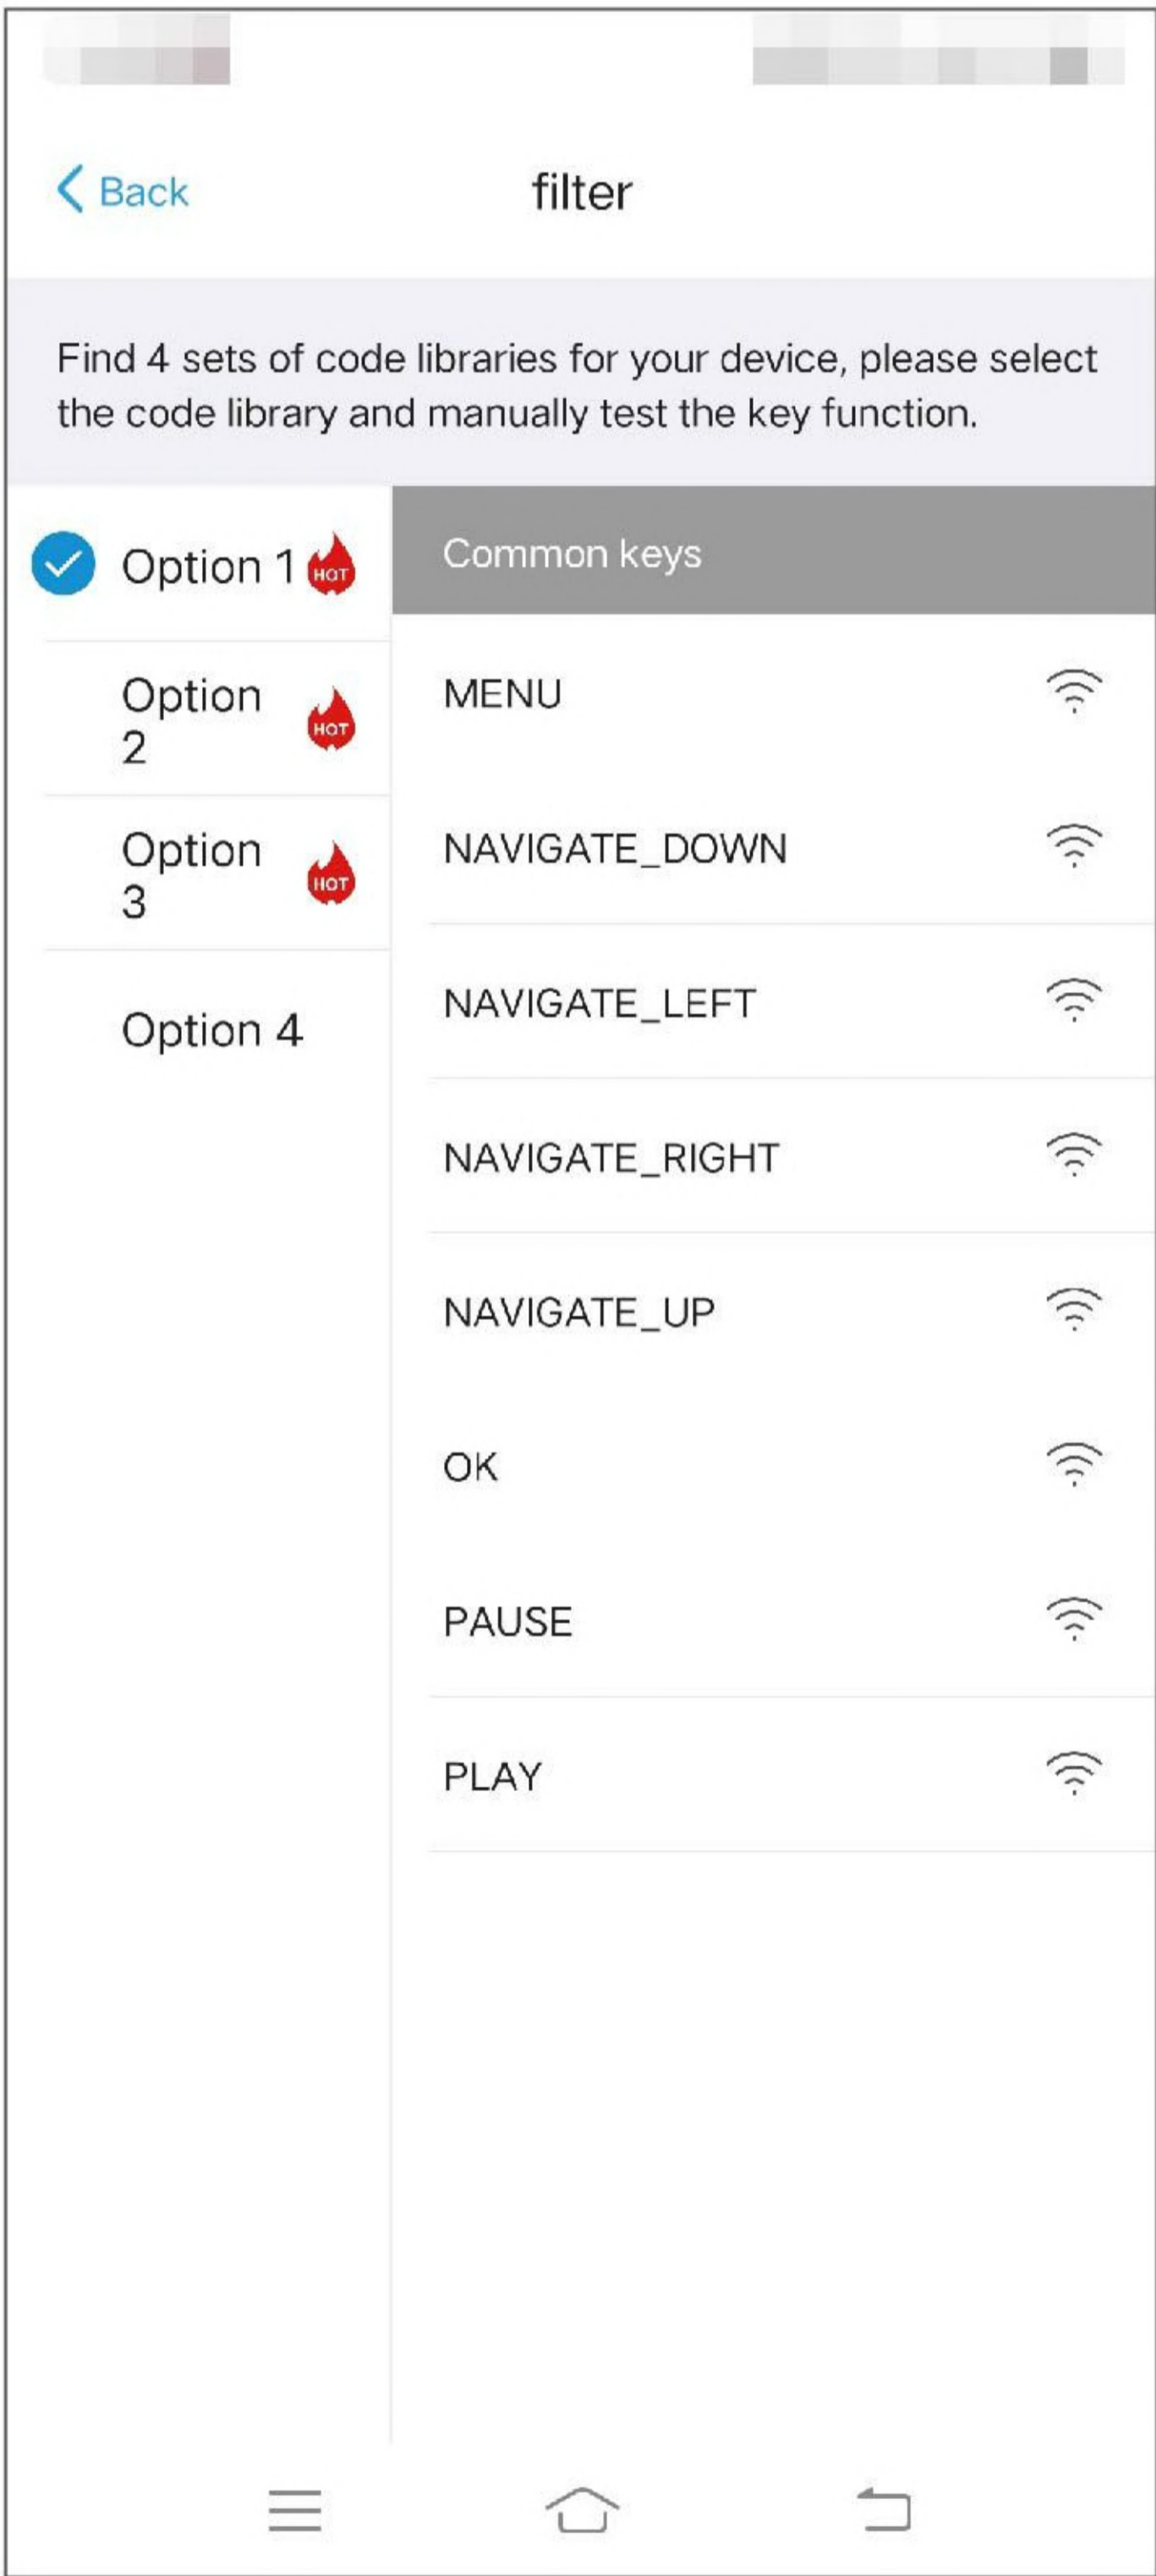 Back
filter
Find 4 sets of code libraries for your device, please select
the code library and manually test the key function.
Option 1
HOT
Option
2
HOT
Option
3
HOT
Option 4
Common keys
MENU
NAVIGATE_DOWN
NAVIGATE_LEFT
NAVIGATE_RIGHT
NAVIGATE_UP
OK
PAUSE
PLAY